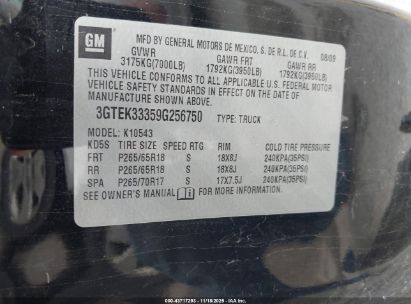 GM
MFD BY GENERAL MOTORS DE MEXICO, S. DE R.L. DE C.V. 08/09
GVWR GAWR FRT GAWR RR
3175KG(7000LB) 1792KG(3950LB) 1792KG(3950LB)
THIS VEHICLE CONFORMS TO ALL APPLICABLE U.S. FEDERAL MOTOR
VEHICLE SAFETY STANDARDS IN EFFECT ON THE DATE OF
MANUFACTURE SHOWN ABOVE.
3GTEK33359G256750 TYPE: TRUCK
MODEL: K10543
KD5S TIRE SIZE SPEED RTG RIM COLD TIRE PRESSURE
FRT P265/65R18 S 18X8J 240KPA(35PSI)
RR P265/65R18 S 18X8J 240KPA(35PSI)
SPA P265/70R17 S 17X7.5J 240KPA(35PSI)
SEE OWNER'S MANUAL FOR MORE INFORMATION.